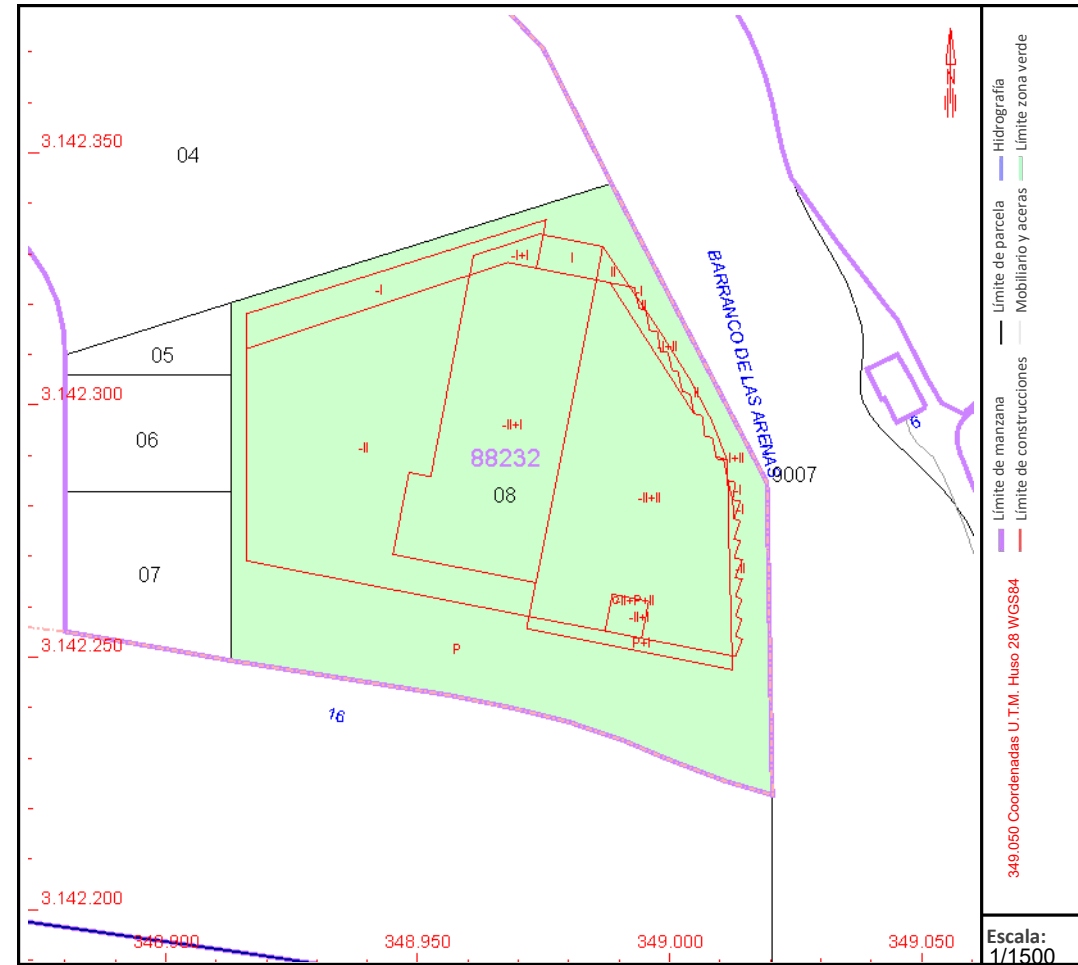 3.142.350
04
BARRANCO DE LAS ARENAS
-I+I
I
II
-I
-I
05
-I+II
3.142.300
06
-II+I
-II
88232
-I+II
9007
6
08
-II+II
-I
07
-II
-II+I
P+I
3.142.250
P
16
3.142.200
348.900
348.950
349.000
349.050
N
Hidrografía
Límite zona verde
Límite de parcela
Mobiliario y aceras
Límite de manzana
Límite de construcciones
349.050 Coordenadas U.T.M. Huso 28 WGS84
Escala:
1/1500